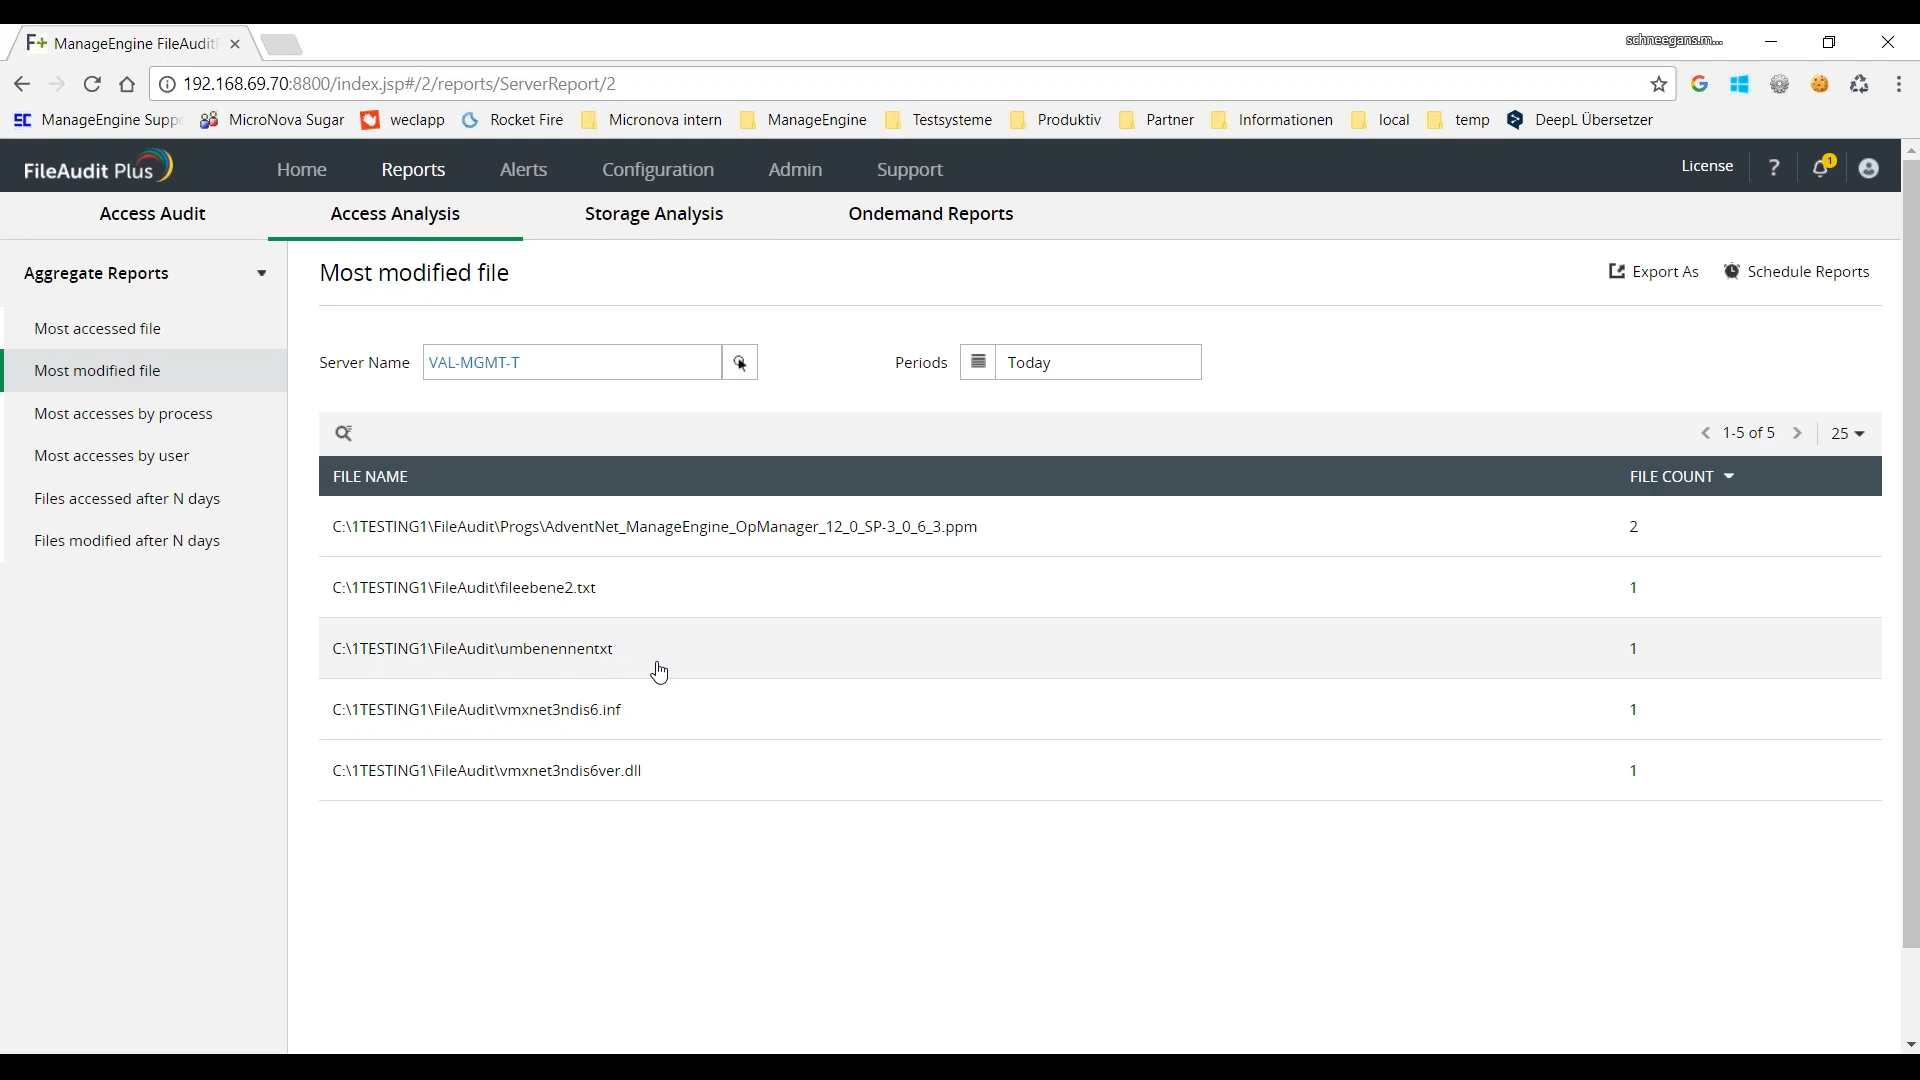 ManageEngine FileAudit
schneegans.m...
192.168.69.70:8800/index.jsp#/2/reports/ServerReport/2
ManageEngine Supp MicroNova Sugar weclapp Rocket Fire Micronova intern ManageEngine Testsysteme Produktiv Partner Informationen local temp DeepL Übersetzer
FileAudit Plus Home Reports Alerts Configuration Admin Support License ? 1
Access Audit Access Analysis Storage Analysis Ondemand Reports
Aggregate Reports
Most accessed file
Most modified file
Most accesses by process
Most accesses by user
Files accessed after N days
Files modified after N days
Most modified file Export As Schedule Reports
Server Name VAL-MGMT-T Periods Today
1-5 of 5 25
FILE NAME FILE COUNT
C:\1TESTING1\FileAudit\Progs\AdventNet_ManageEngine_OpManager_12_0_SP-3_0_6_3.ppm 2
C:\1TESTING1\FileAudit\fileebene2.txt 1
C:\1TESTING1\FileAudit\umbenennentxt 1
C:\1TESTING1\FileAudit\vmxnet3ndis6.inf 1
C:\1TESTING1\FileAudit\vmxnet3ndis6ver.dll 1